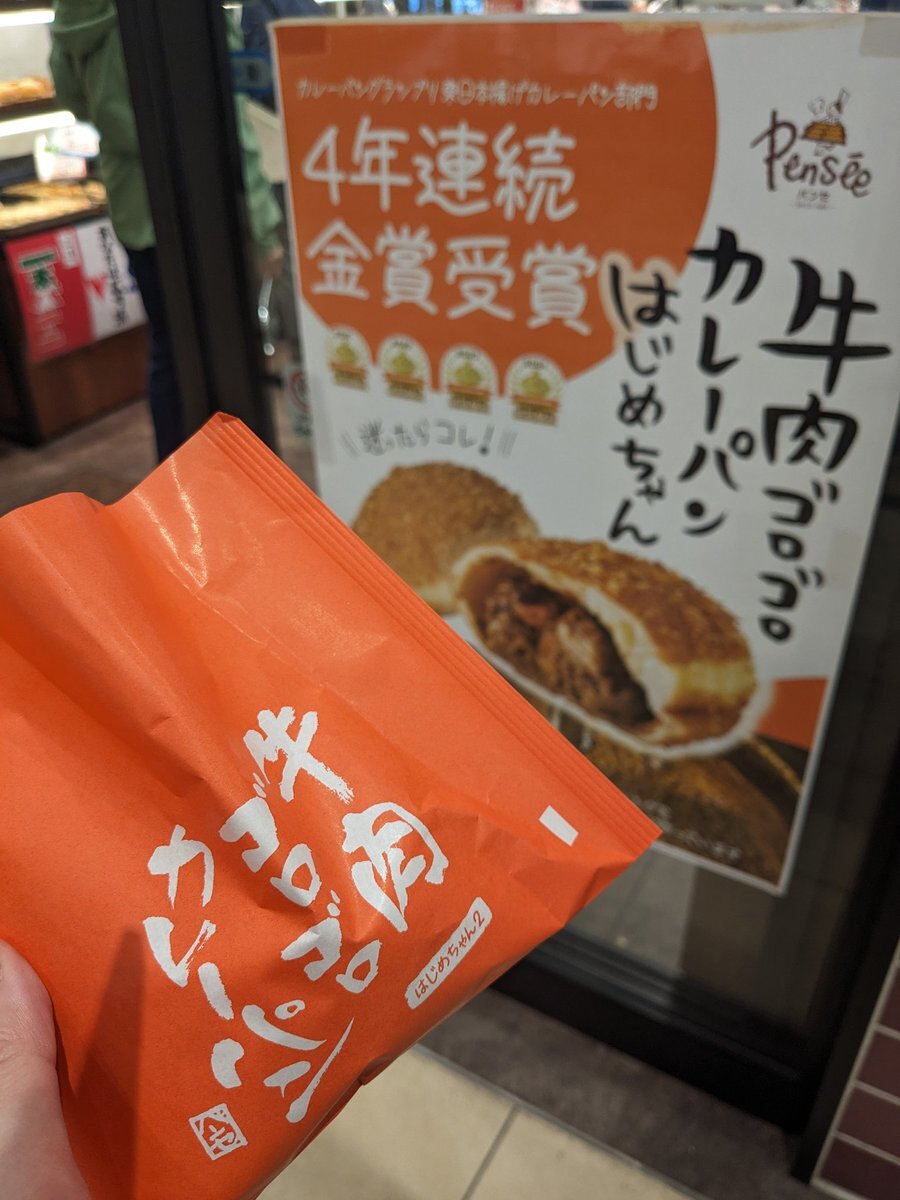 カレーパングランプリ東日本揚げカレーパン部門
4年連続
金賞受賞
Pensée
パンセ
牛肉ゴロゴロ
カレーパン
はじめちゃん
迷ったらコレ!
牛肉
ゴロゴロ
カレーパン
はじめちゃん2